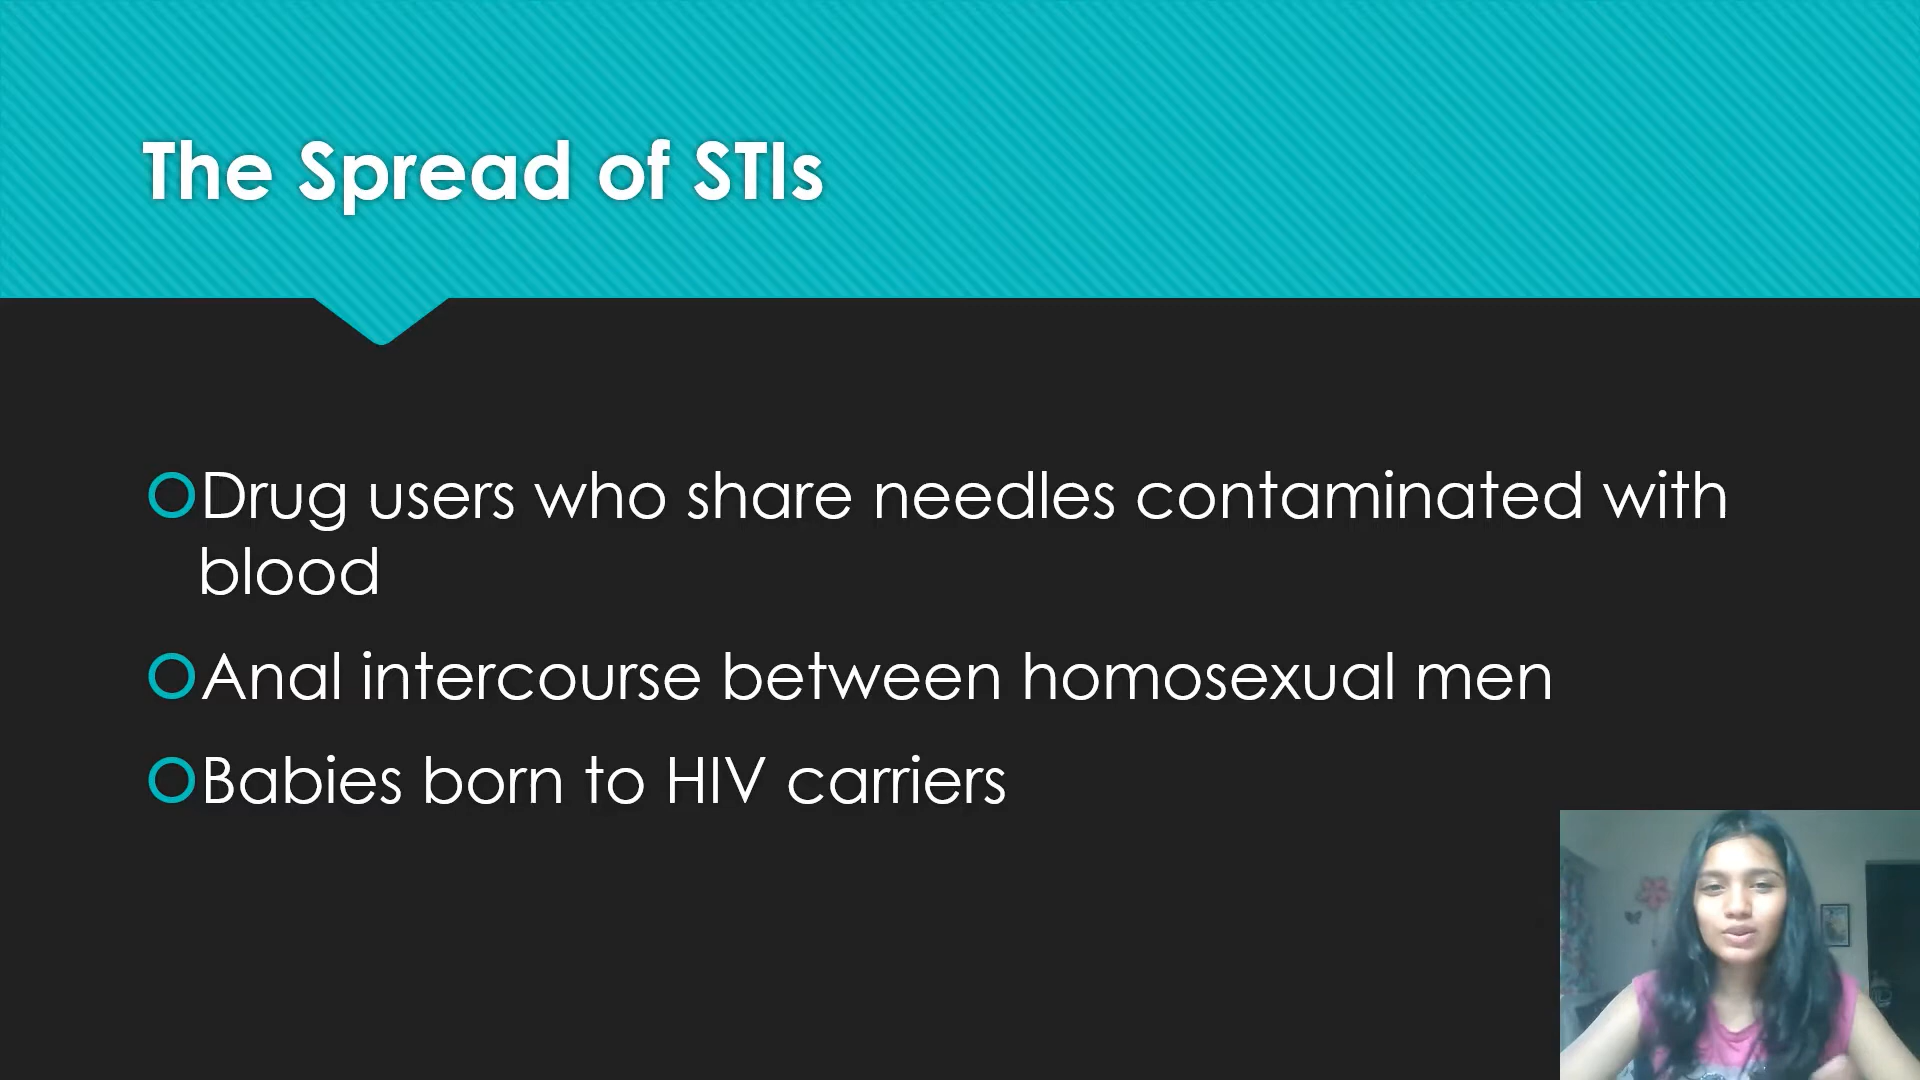 The Spread of STIs
Drug users who share needles contaminated with
blood
Anal intercourse between homosexual men
Babies born to HIV carriers